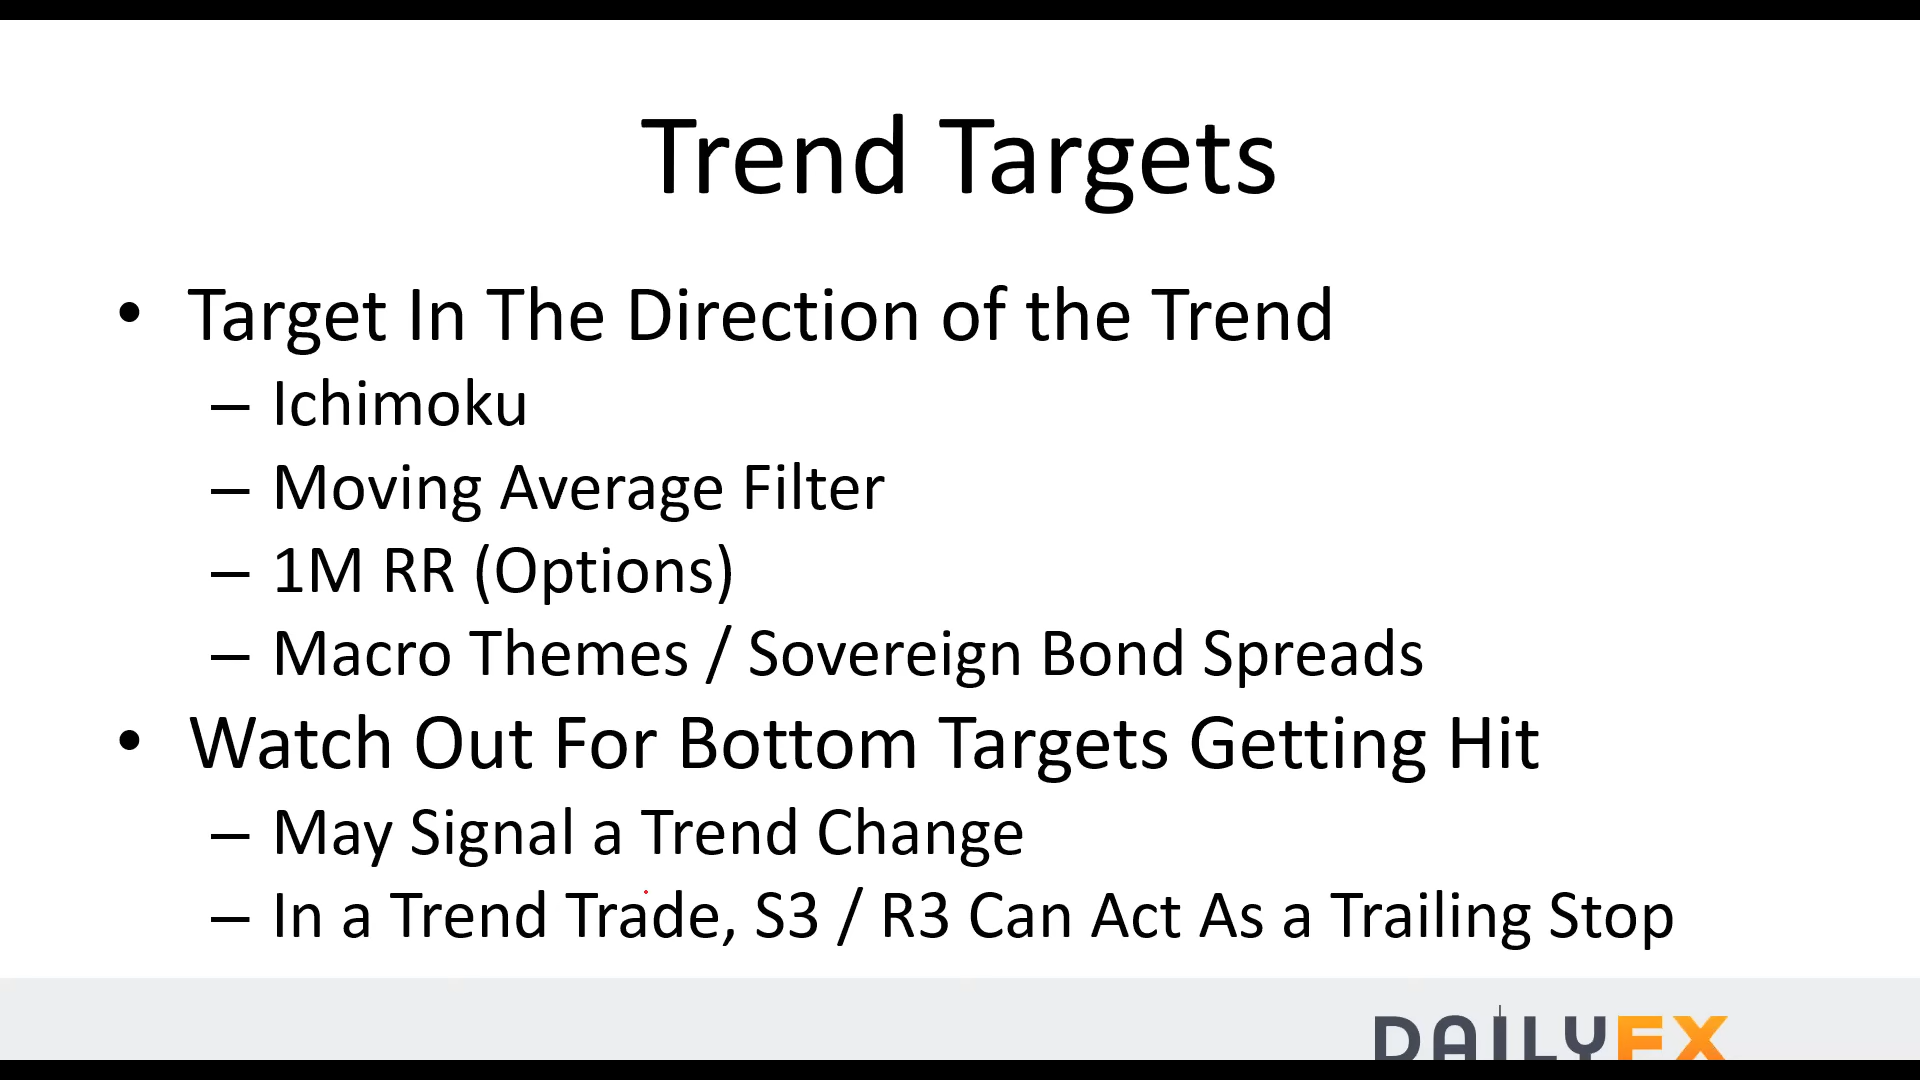 Trend Targets
• Target In The Direction of the Trend
– Ichimoku
– Moving Average Filter
– 1M RR (Options)
– Macro Themes / Sovereign Bond Spreads
• Watch Out For Bottom Targets Getting Hit
– May Signal a Trend Change
– In a Trend Trade, S3 / R3 Can Act As a Trailing Stop
DAILYFX